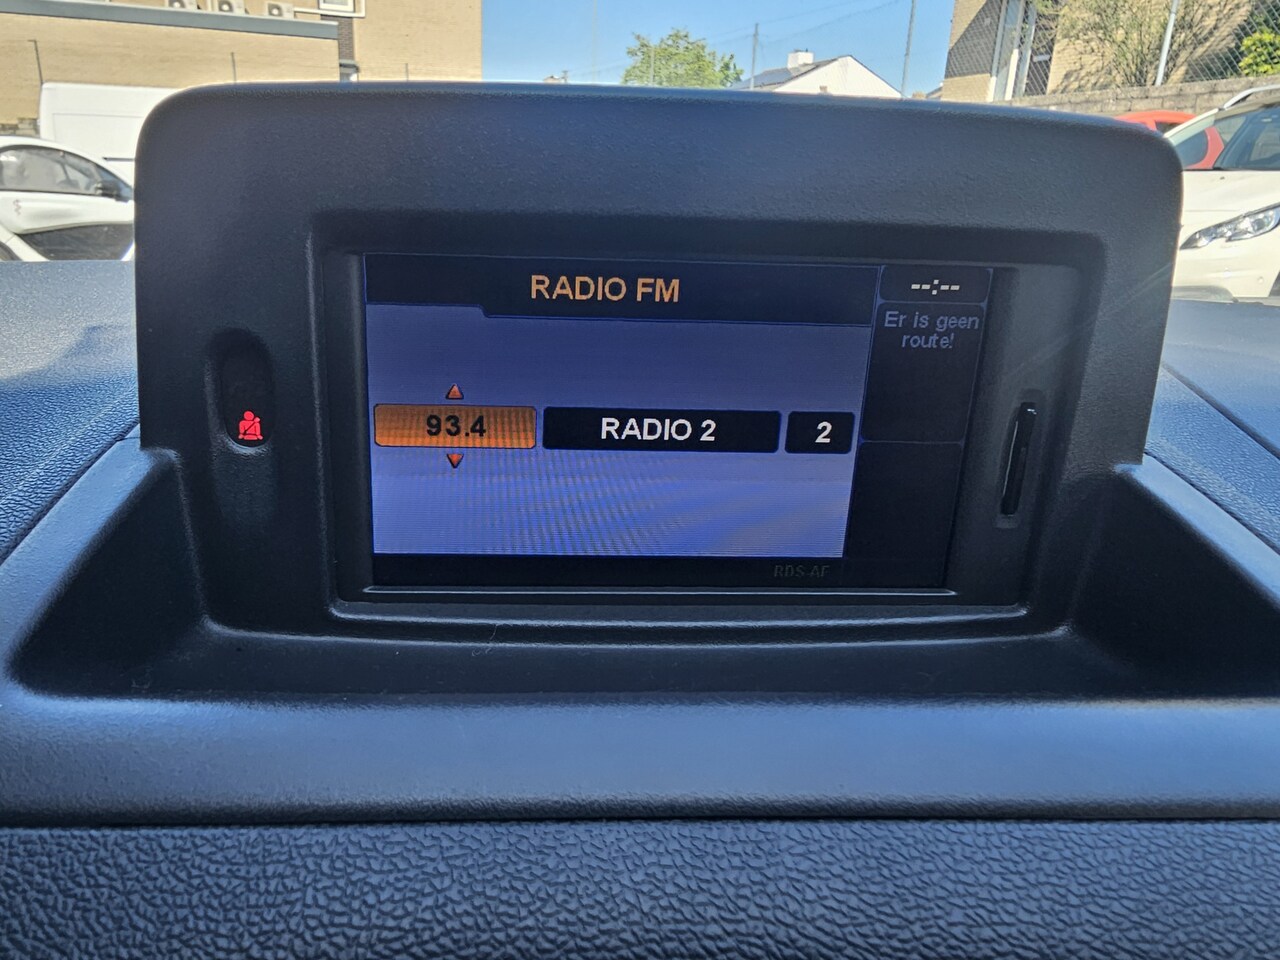 RADIO FM
--:--
Er is geen
route!
93.4
RADIO 2
2
RDS AF